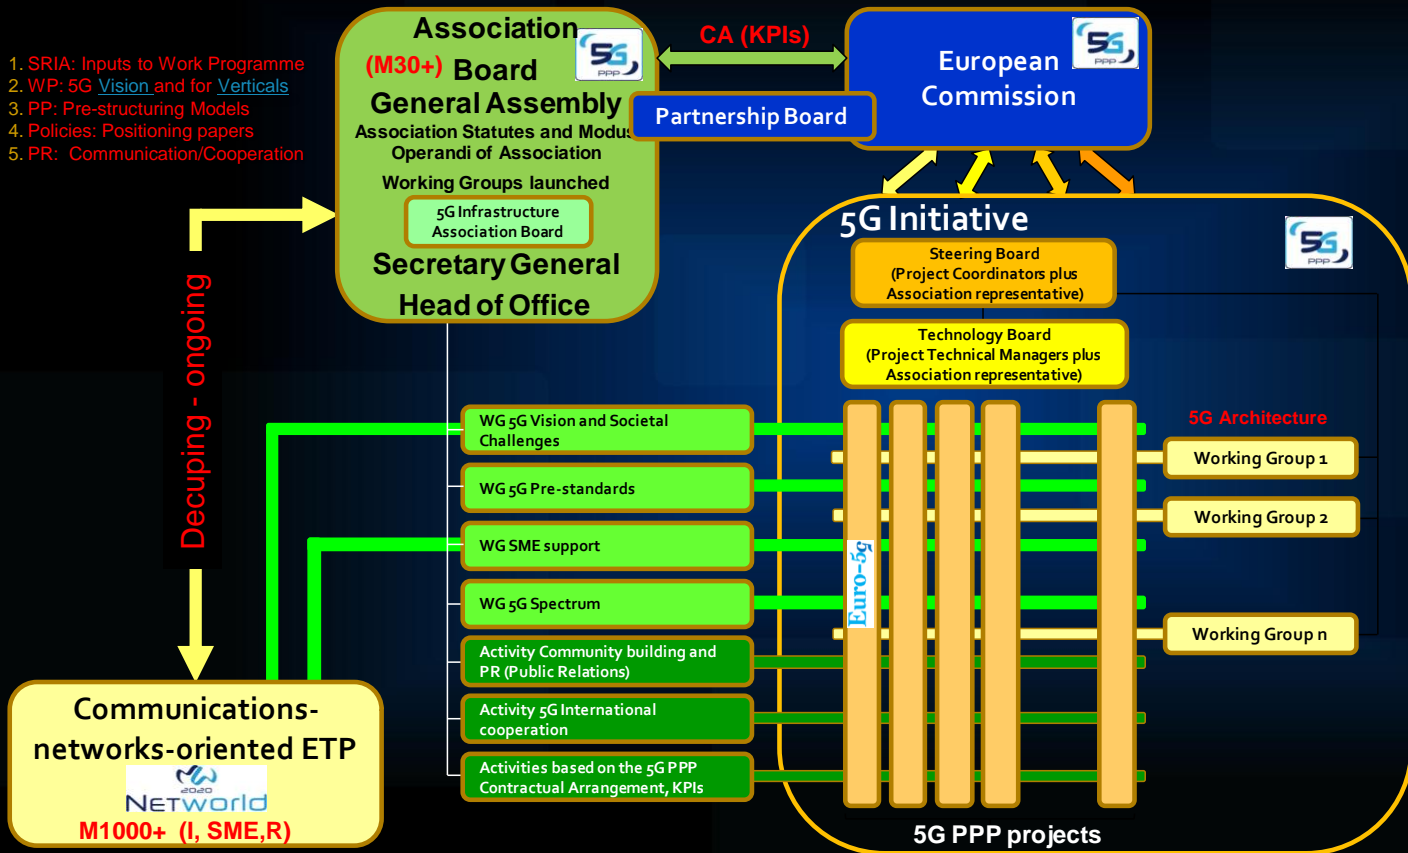 1. SRIA: Inputs to Work Programme
2. WP: 5G Vision and for Verticals
3. PP: Pre-structuring Models
4. Policies: Positioning papers
5. PR: Communication/Cooperation
Association
(M30+) Board
General Assembly
Association Statutes and Modus
Operandi of Association
Working Groups launched
5G Infrastructure
Association Board
Secretary General
Head of Office
5G
PPP
CA (KPIs)
Partnership Board
European
Commission
5G
PPP
Decuping - ongoing
5G Initiative
5G
PPP
Steering Board
(Project Coordinators plus
Association representative)
Technology Board
(Project Technical Managers plus
Association representative)
WG 5G Vision and Societal
Challenges
WG 5G Pre-standards
WG SME support
WG 5G Spectrum
Activity Community building and
PR (Public Relations)
Activity 5G International
cooperation
Activities based on the 5G PPP
Contractual Arrangement, KPIs
Euro-5g
5G Architecture
Working Group 1
Working Group 2
Working Group n
5G PPP projects
Communications-
networks-oriented ETP
2020
NETWorld
M1000+ (I, SME,R)